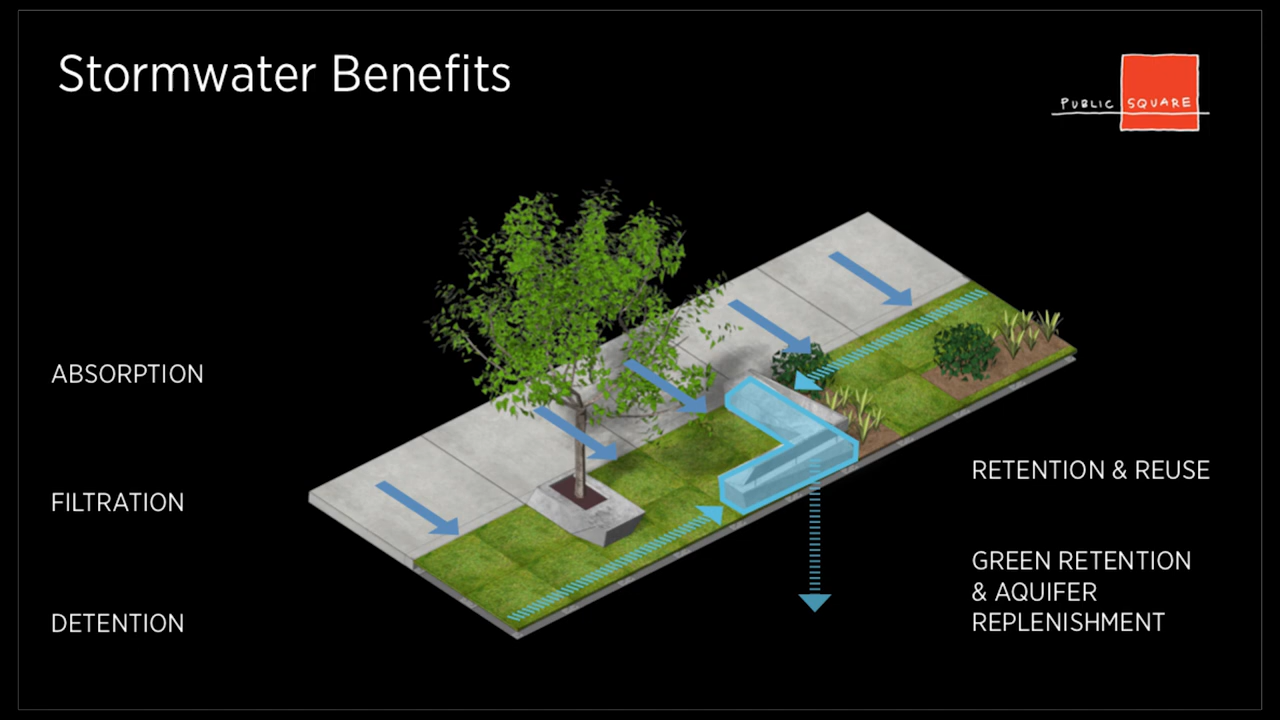 Stormwater Benefits
PUBLIC SQUARE
ABSORPTION
FILTRATION
DETENTION
RETENTION & REUSE
GREEN RETENTION
& AQUIFER
REPLENISHMENT